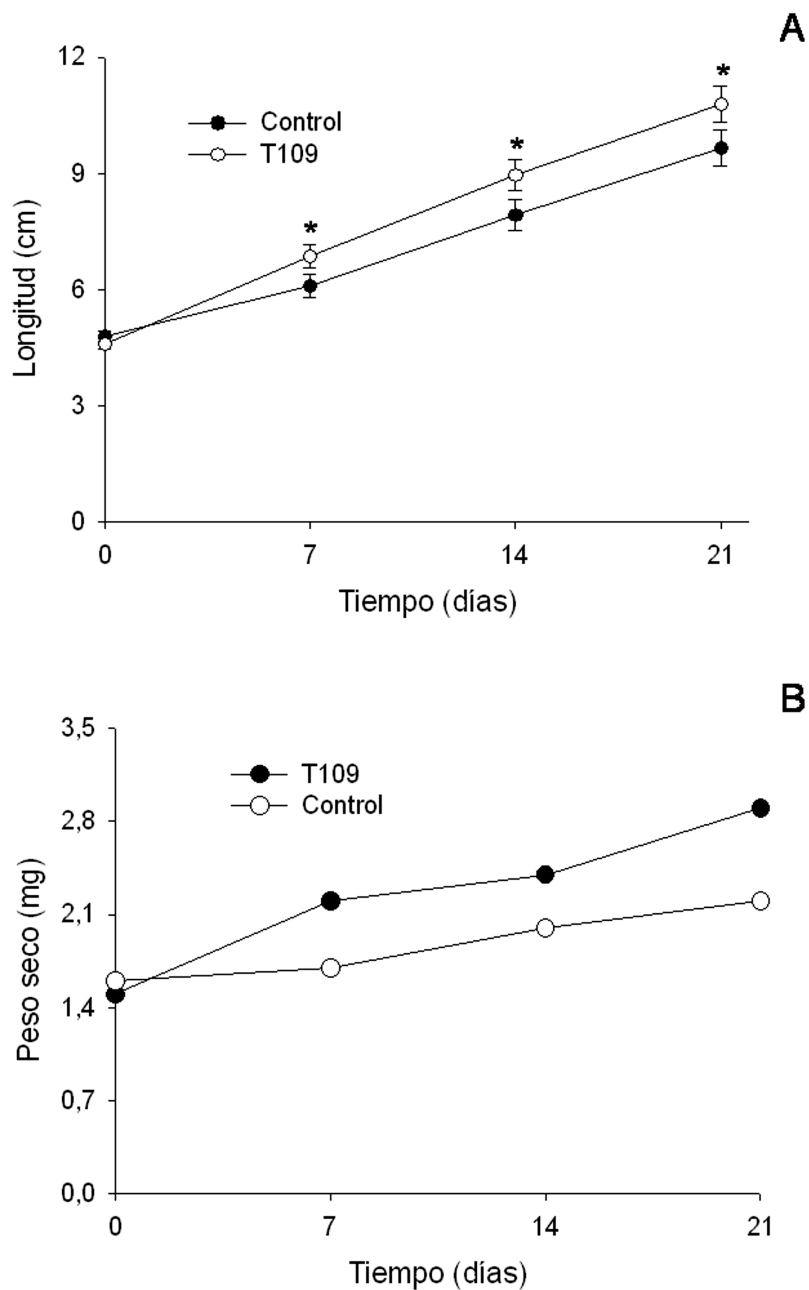 A
12
9
6
3
0
Longitud (cm)
Control
T109
*
*
*
0 7 14 21
Tiempo (días)
B
3,5
2,8
2,1
1,4
0,7
0,0
Peso seco (mg)
T109
Control
0 7 14 21
Tiempo (días)